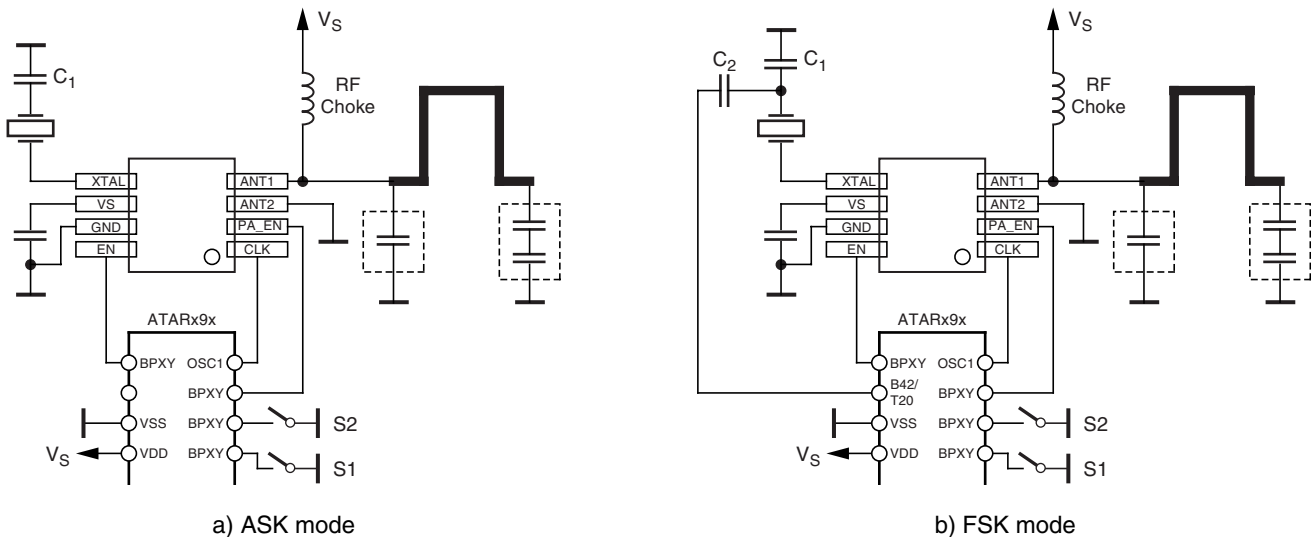 V_S
C_1
RF
Choke
XTAL
ANT1
VS
ANT2
GND
PA_EN
EN
CLK
ATARx9x
BPXY
OSC1
BPXY
VSS
BPXY
S2
V_S
VDD
BPXY
S1
a) ASK mode
V_S
C_2
C_1
RF
Choke
XTAL
ANT1
VS
ANT2
GND
PA_EN
EN
CLK
ATARx9x
BPXY
OSC1
B42/
T20
BPXY
VSS
BPXY
S2
V_S
VDD
BPXY
S1
b) FSK mode